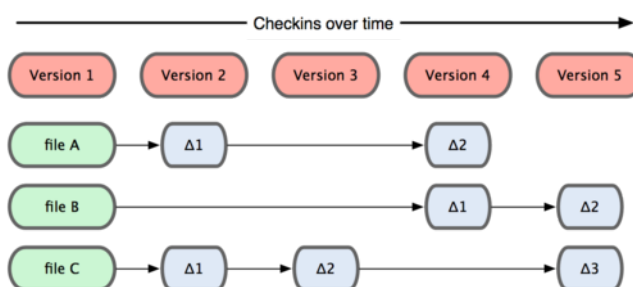 Checkins over time
Version 1 Version 2 Version 3 Version 4 Version 5
file A Δ1 Δ2
file B Δ1 Δ2
file C Δ1 Δ2 Δ3